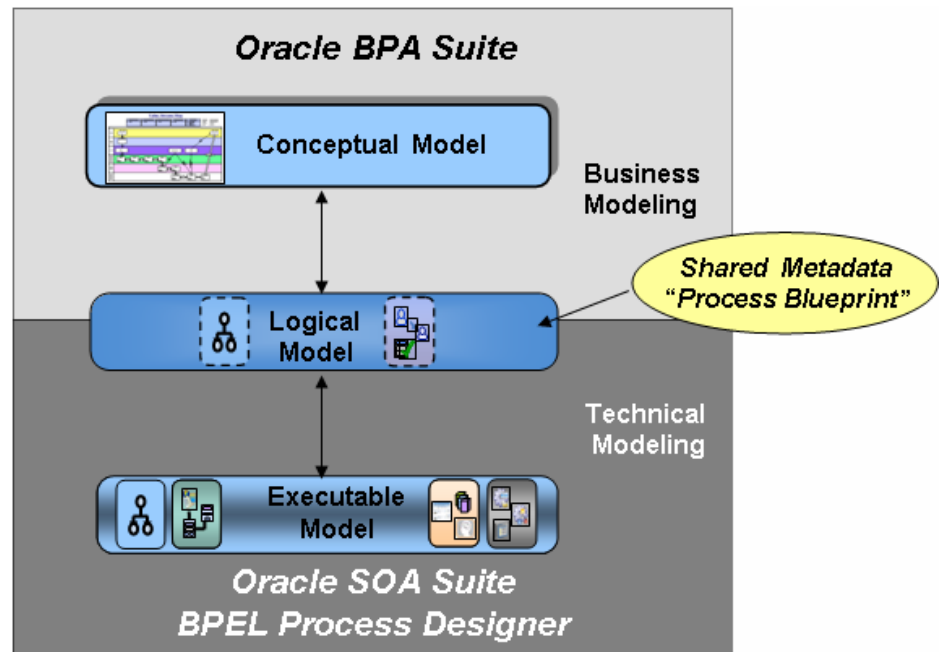 Oracle BPA Suite
Conceptual Model
Business
Modeling
Shared Metadata
“Process Blueprint”
Logical
Model
Technical
Modeling
Executable
Model
Oracle SOA Suite
BPEL Process Designer